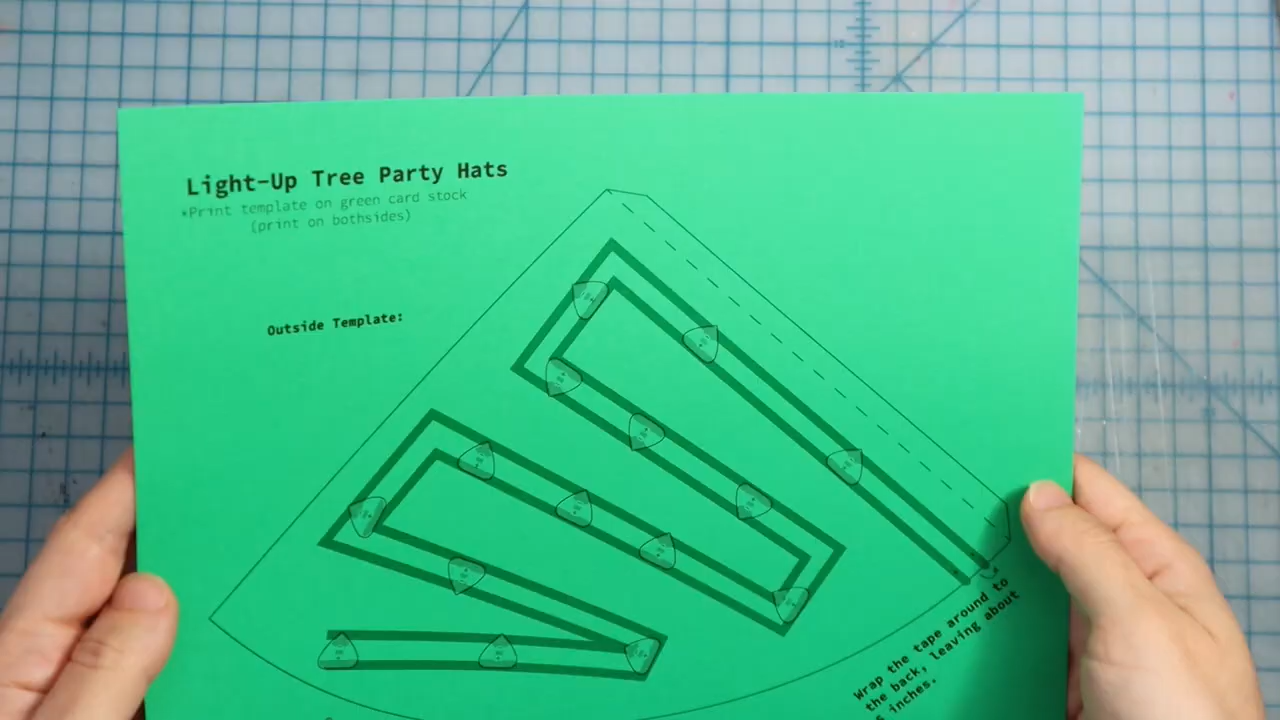 Light-Up Tree Party Hats
*Print template on green card stock
(print on bothsides)
Outside Template:
Wrap the tape around to
the back, leaving about
inches.